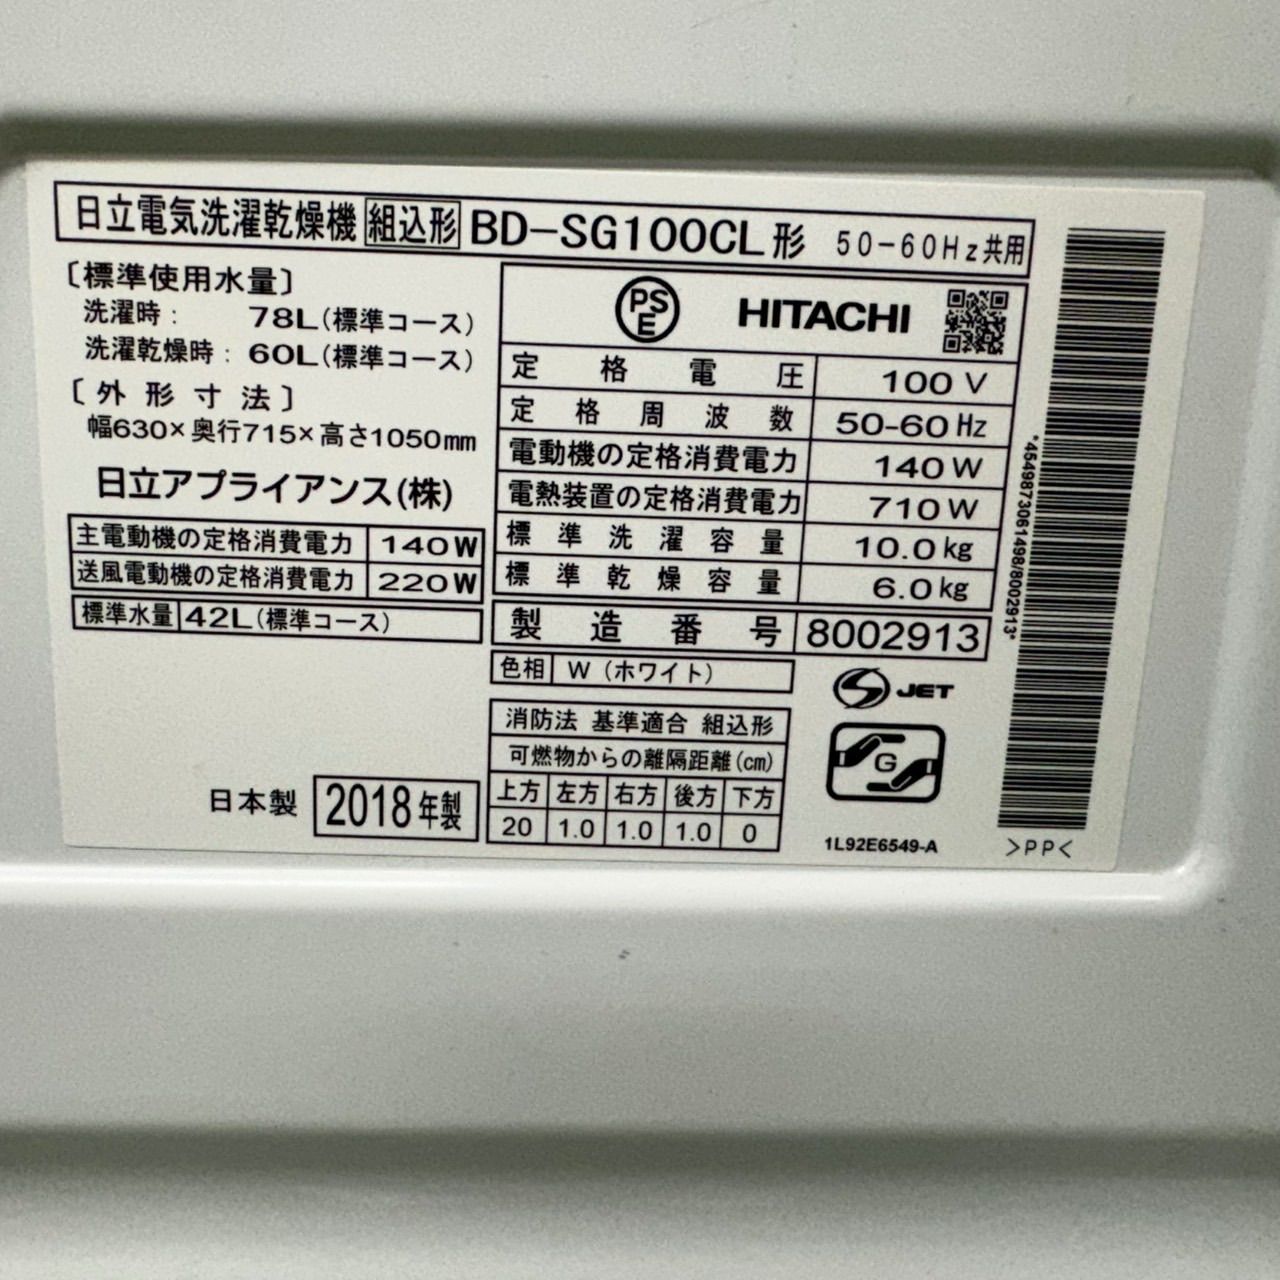 日立電気洗濯乾燥機 組込形 BD-SG100CL形 50-60Hz共用
〔標準使用水量〕
洗濯時: 78L(標準コース)
洗濯乾燥時: 60L(標準コース)
〔外形寸法〕
幅630×奥行715×高さ1050mm
日立アプライアンス(株)
主電動機の定格消費電力 140W
送風電動機の定格消費電力 220W
標準水量 42L(標準コース)
日本製 2018年製
PSE HITACHI
定格電圧 100V
定格周波数 50-60Hz
電動機の定格消費電力 140W
電熱装置の定格消費電力 710W
標準洗濯容量 10.0kg
標準乾燥容量 6.0kg
製造番号 8002913
色相 W(ホワイト)
消防法 基準適合 組込形
可燃物からの離隔距離(cm)
上方 左方 右方 後方 下方
20 1.0 1.0 1.0 0
S JET
G
1L92E6549-A
>PP<
*4549873061498/8002913*